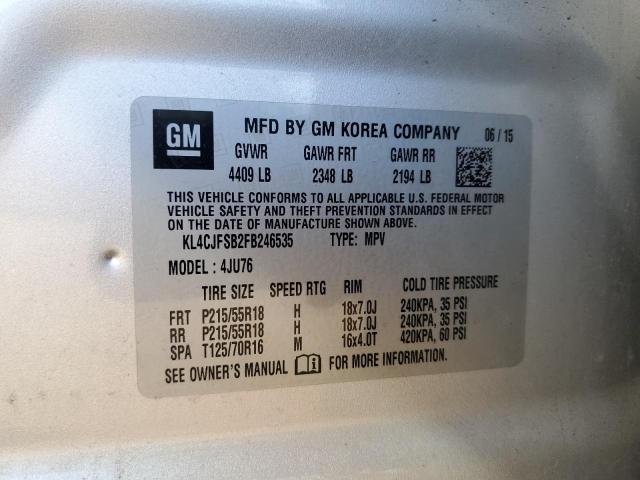 GM MFD BY GM KOREA COMPANY 06 / 15
GVWR GAWR FRT GAWR RR
4409 LB 2348 LB 2194 LB
THIS VEHICLE CONFORMS TO ALL APPLICABLE U.S. FEDERAL MOTOR
VEHICLE SAFETY AND THEFT PREVENTION STANDARDS IN EFFECT
ON THE DATE OF MANUFACTURE SHOWN ABOVE.
KL4CJFSB2FB246535 TYPE: MPV
MODEL : 4JU76
TIRE SIZE SPEED RTG RIM COLD TIRE PRESSURE
FRT P215/55R18 H 18x7.0J 240KPA, 35 PSI
RR P215/55R18 H 18x7.0J 240KPA, 35 PSI
SPA T125/70R16 M 16x4.0T 420KPA, 60 PSI
SEE OWNER'S MANUAL FOR MORE INFORMATION.